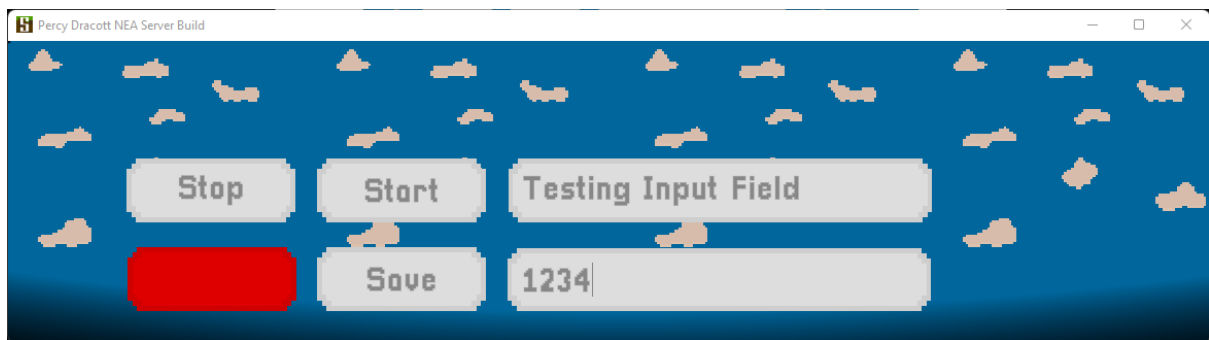 Percy Dracott NEA Server Build
Stop Start Testing Input Field
Save 1234